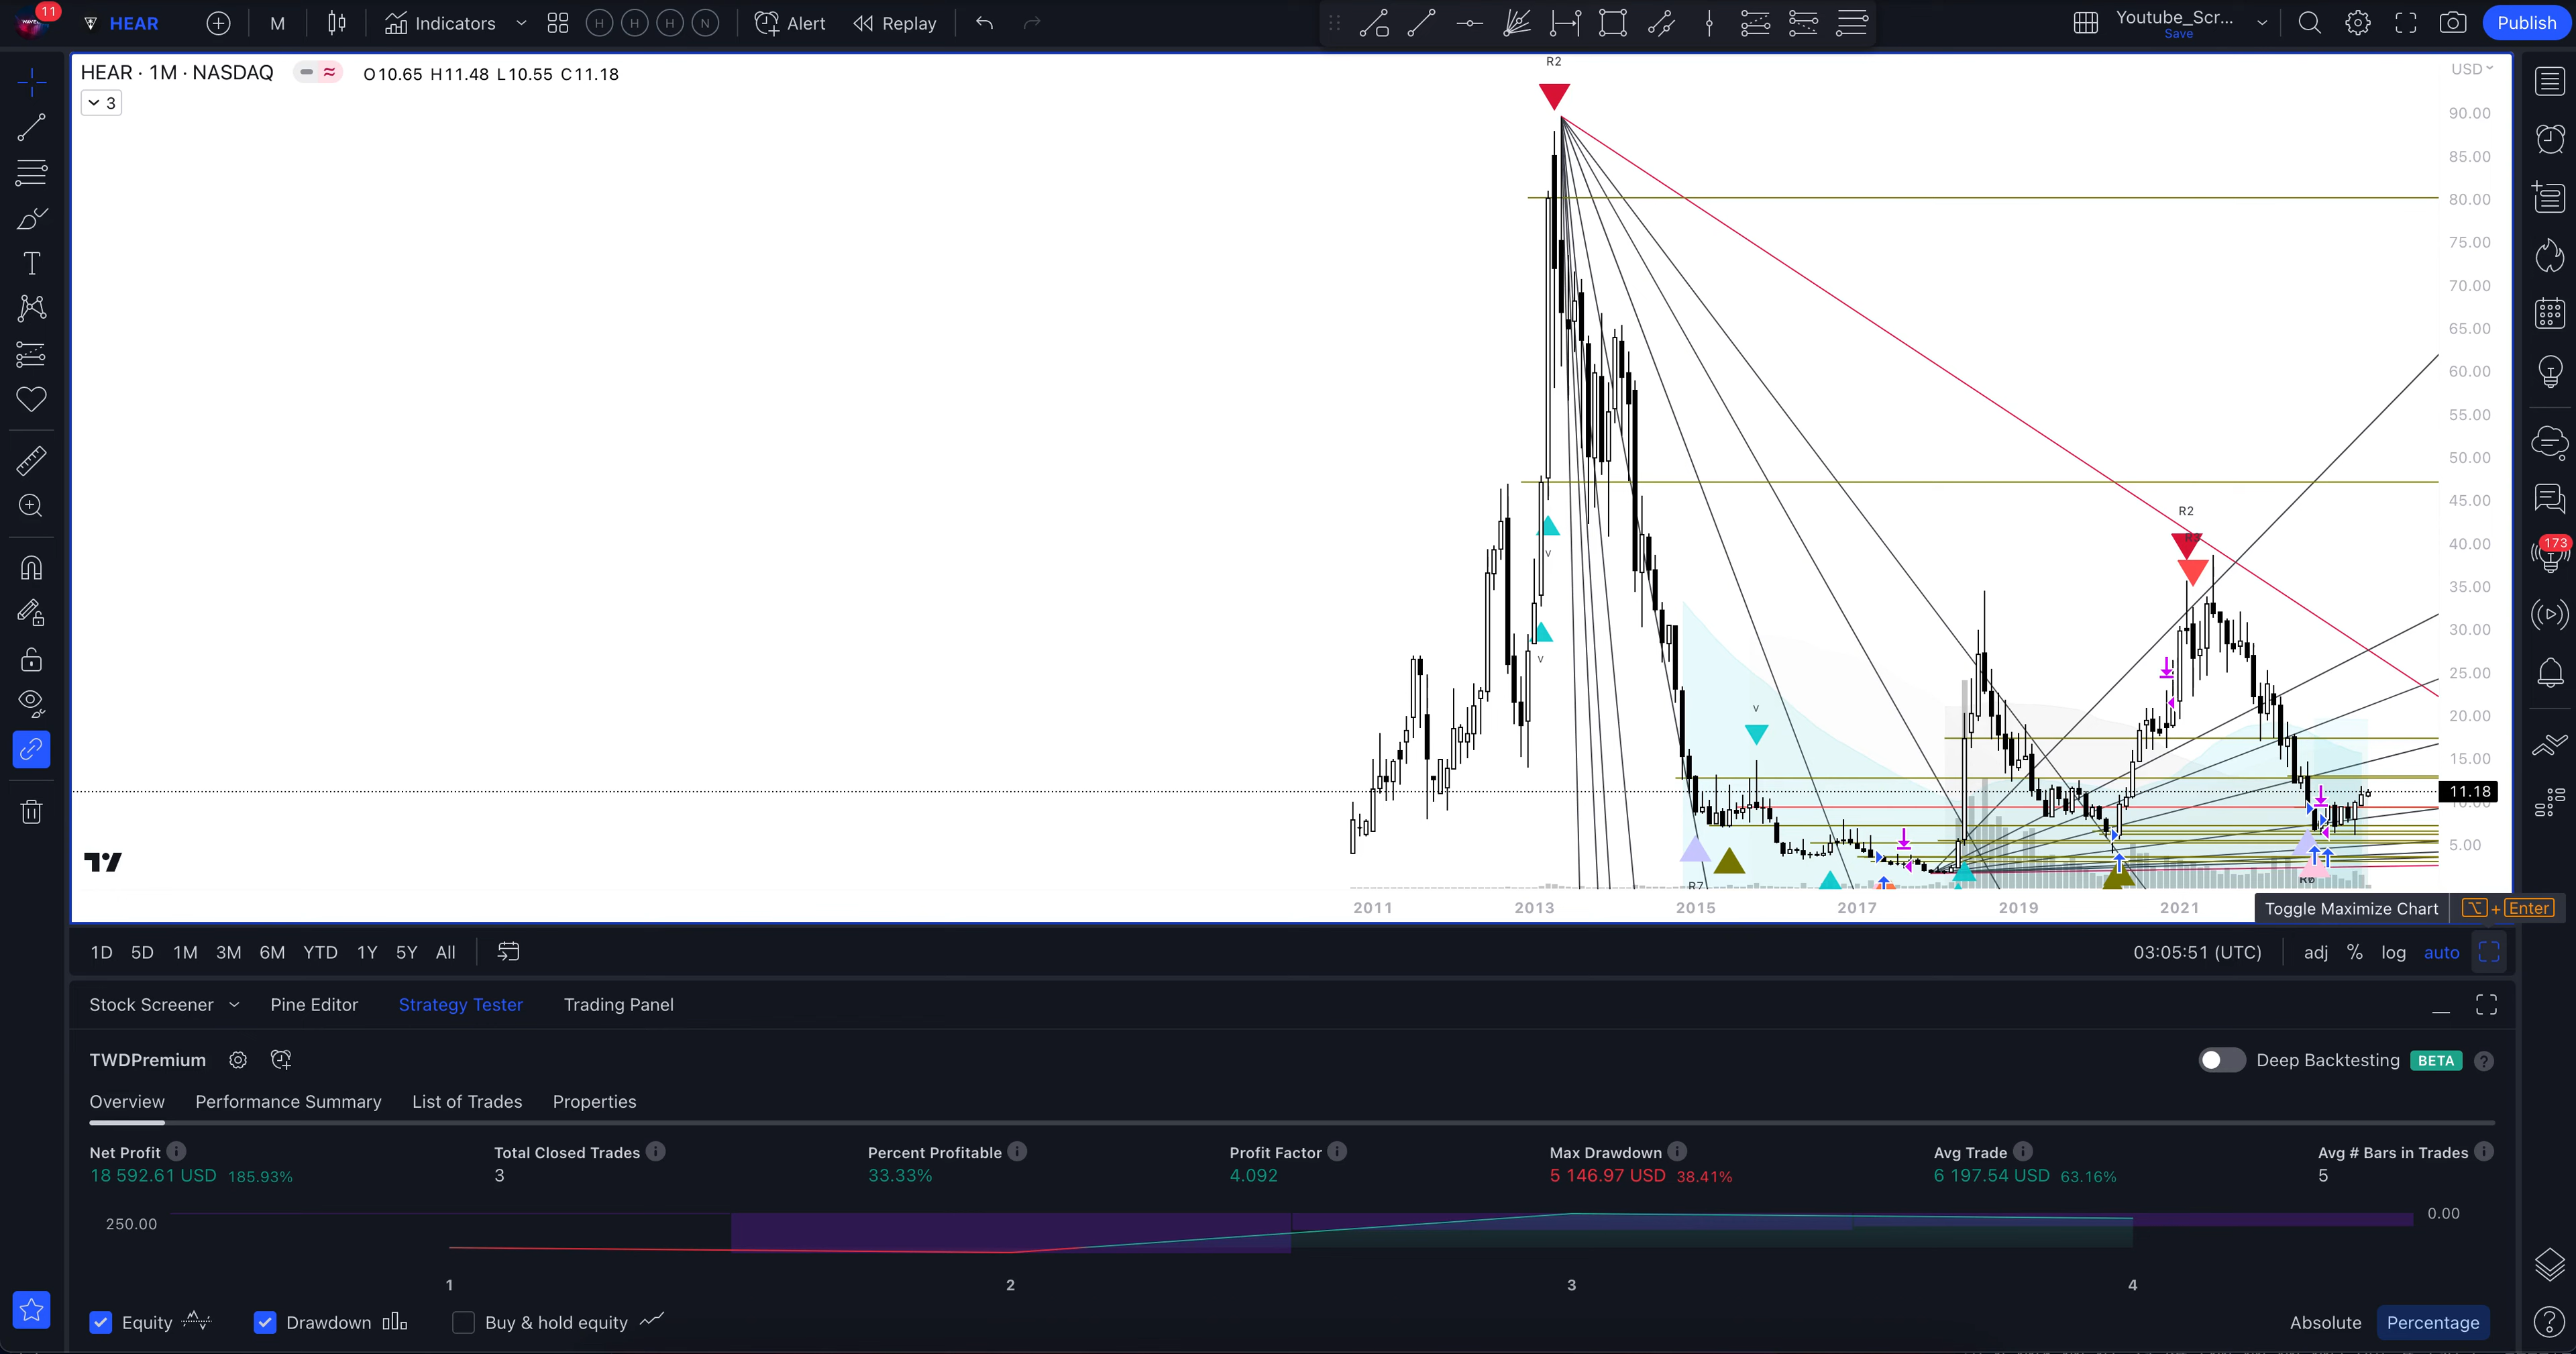 11
HEAR
M
Indicators
H H H N
Alert
Replay
Youtube_Scr...
Save
Publish
HEAR · 1M · NASDAQ
O10.65 H11.48 L10.55 C11.18
3
USD
R2
90.00
85.00
80.00
75.00
70.00
65.00
60.00
55.00
50.00
45.00
40.00
35.00
30.00
25.00
20.00
15.00
11.18
10.00
5.00
R2
v
v
v
R7
173
2011 2013 2015 2017 2019 2021
Toggle Maximize Chart ⌥ + Enter
1D 5D 1M 3M 6M YTD 1Y 5Y All
03:05:51 (UTC) adj % log auto
Stock Screener Pine Editor Strategy Tester Trading Panel
TWDPremium
Deep Backtesting BETA ?
Overview Performance Summary List of Trades Properties
Net Profit Total Closed Trades Percent Profitable Profit Factor Max Drawdown Avg Trade Avg # Bars in Trades
18 592.61 USD 185.93% 3 33.33% 4.092 5 146.97 USD 38.41% 6 197.54 USD 63.16% 5
250.00 0.00
1 2 3 4
Equity Drawdown Buy & hold equity Absolute Percentage